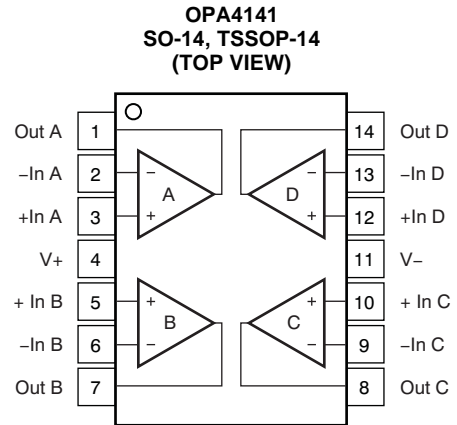 OPA4141
SO-14, TSSOP-14
(TOP VIEW)
Out A 1 14 Out D
−In A 2 − − 13 −In D
A D
+In A 3 + + 12 +In D
V+ 4 11 V−
+ In B 5 + + 10 + In C
B C
−In B 6 − − 9 −In C
Out B 7 8 Out C